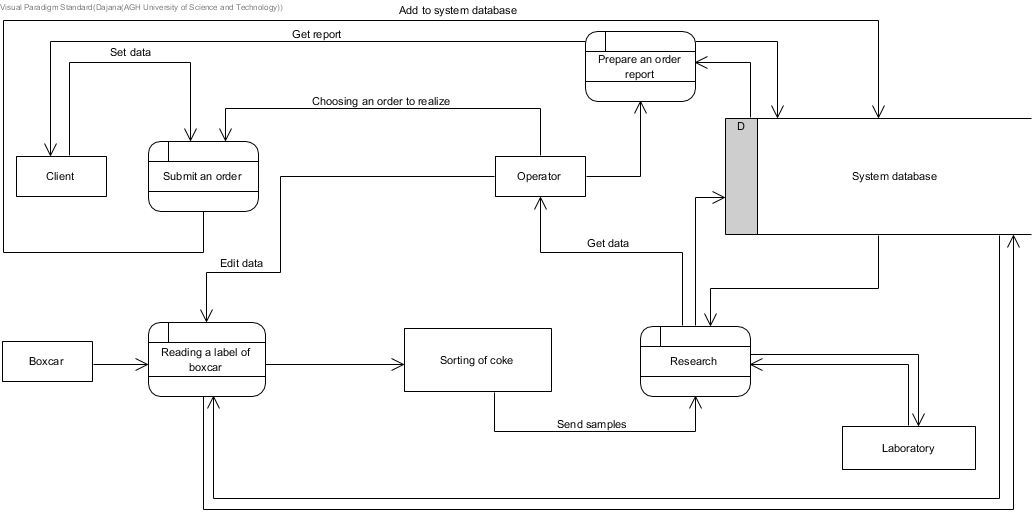 Visual Paradigm Standard(Dajana(AGH University of Science and Technology))
Add to system database
Get report
Set data
Prepare an order
report
Choosing an order to realize
D
Client
Submit an order
Operator
System database
Get data
Edit data
Boxcar
Reading a label of
boxcar
Sorting of coke
Research
Send samples
Laboratory